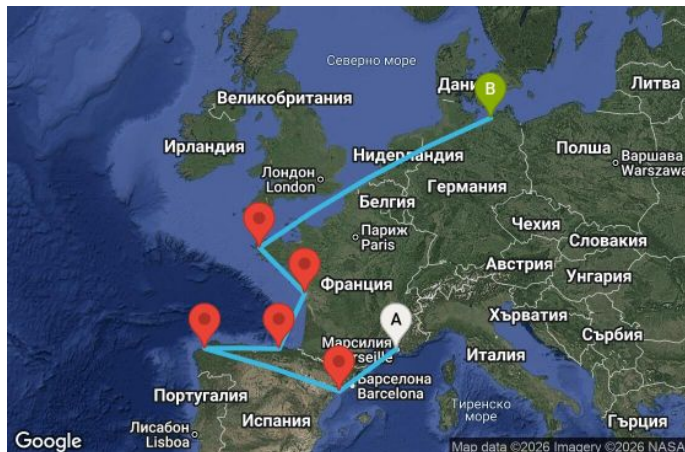 Северно море
Дани
Литва
Великобритания
Ирландия
Нидерландия
Полша
Варшава
Warszawa
Лондон
London
Германия
Белгия
Чехия
Париж
Paris
Словакия
Австрия
Унгария
Франция
Хърватия
A
B
Марсилия
Сърбия
Италия
Барселона
Barcelona
Португалия
Испания
Тиренско
море
Гърция
Лисабон
Lisboa
Google
Map data ©2026 Imagery ©2026 NASA